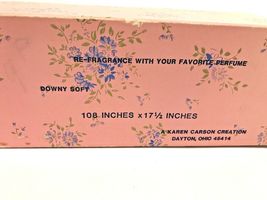 RE-FRAGRANCE WITH YOUR FAVORITE PERFUME
DOWNY SOFT
108 INCHES x 17½ INCHES
A KAREN CARSON CREATION
DAYTON, OHIO 45414